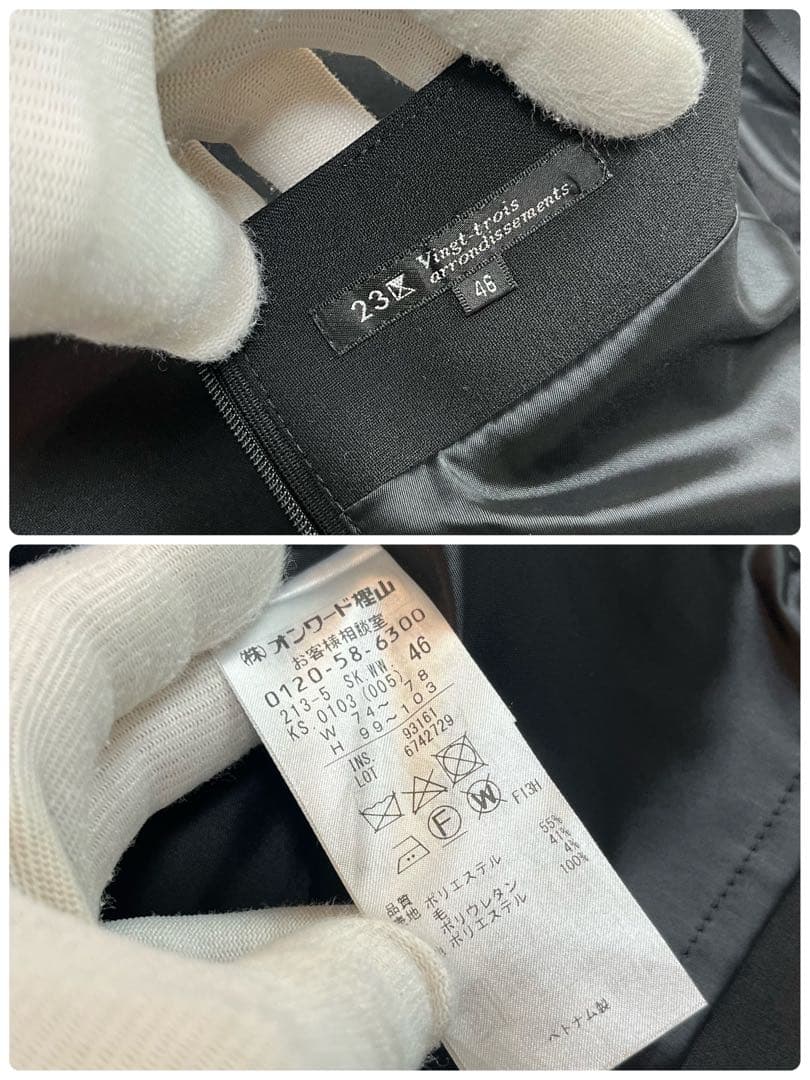 23区
Vingt-trois
arrondissements
46
(株)オンワード樫山
お客様相談室
0120-58-6300
213-5 SK.WW. 46
KS 0103 (005)
W 74~ 78
H 99~103
INS. 93161
LOT 6742729
F W F13H
品質
表地 ポリエステル 55%
毛 41%
ポリウレタン 4%
ポリエステル 100%
ベトナム製